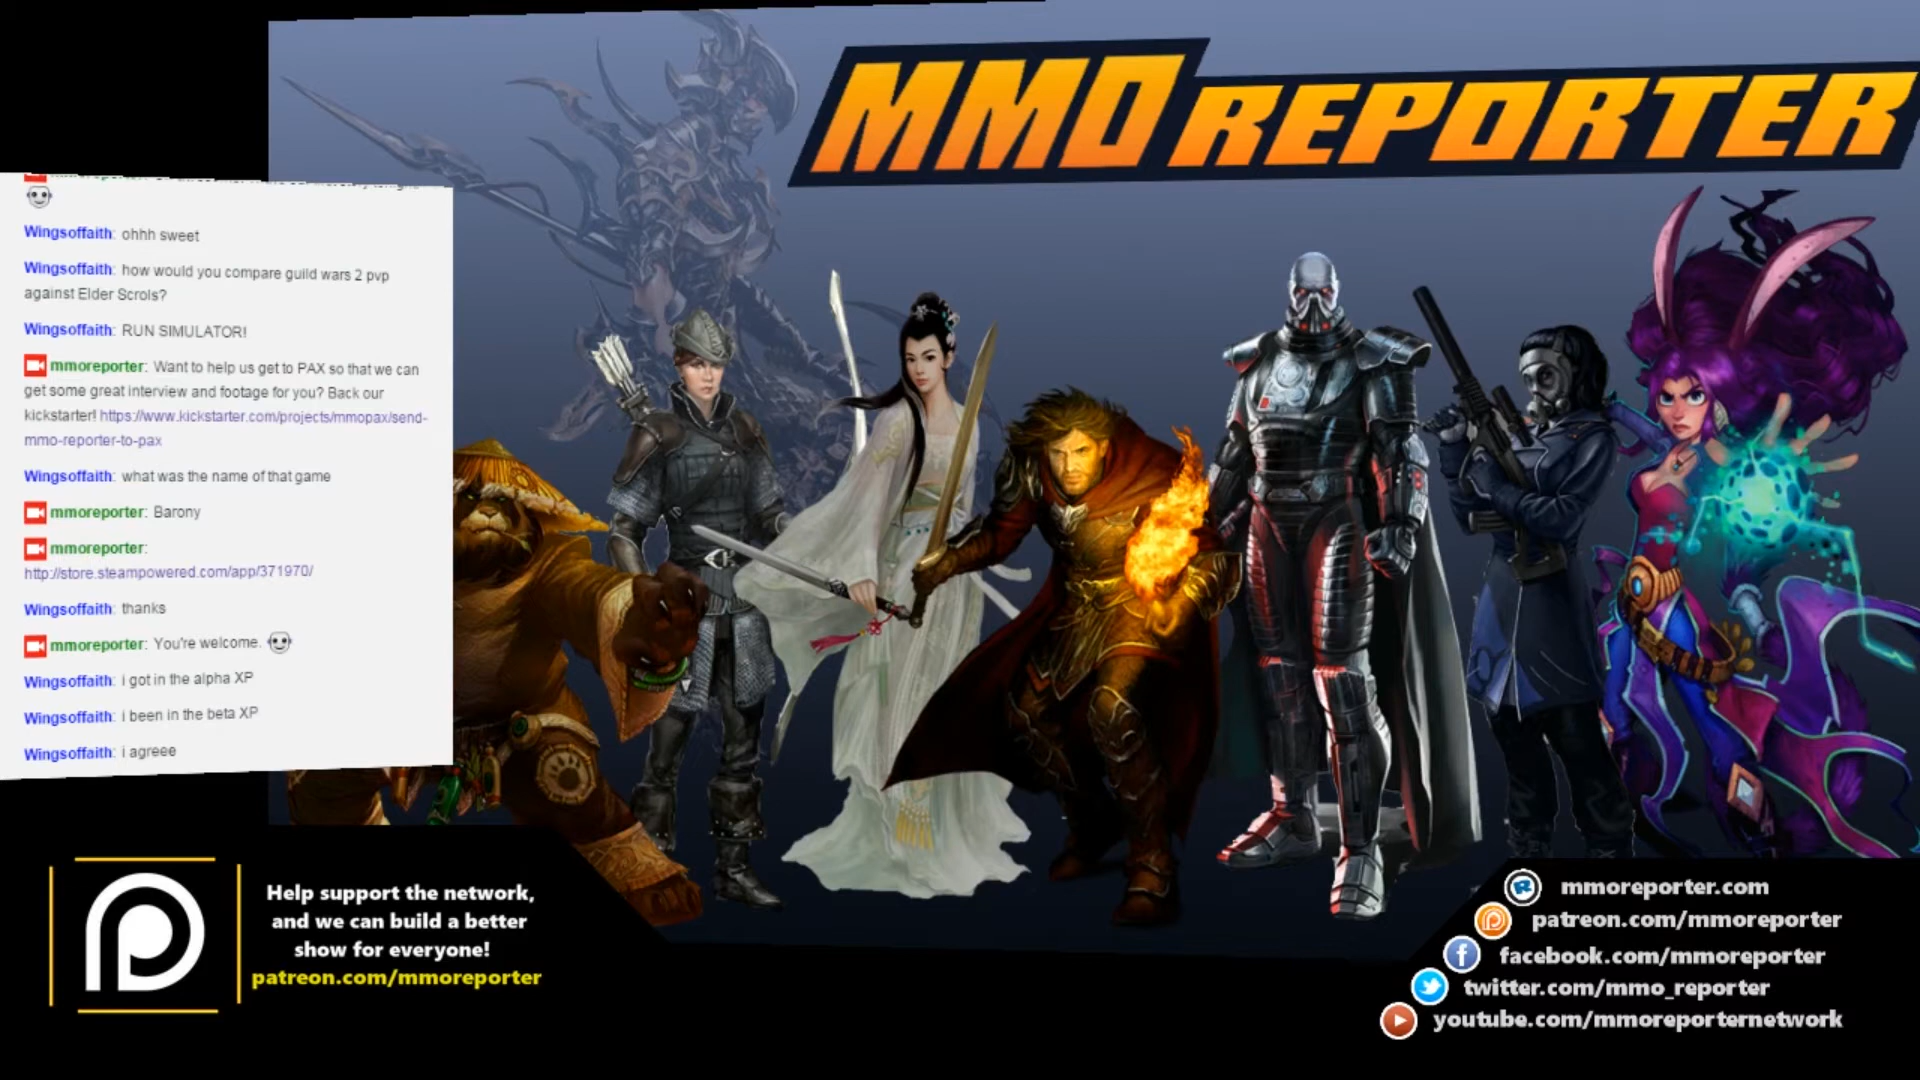 MMO REPORTER
Wingsoffaith: ohhh sweet
Wingsoffaith: how would you compare guild wars 2 pvp
against Elder Scrols?
Wingsoffaith: RUN SIMULATOR!
mmoreporter: Want to help us get to PAX so that we can
get some great interview and footage for you? Back our
kickstarter! https://www.kickstarter.com/projects/mmopax/send-
mmo-reporter-to-pax
Wingsoffaith: what was the name of that game
mmoreporter: Barony
mmoreporter:
http://store.steampowered.com/app/371970/
Wingsoffaith: thanks
mmoreporter: You're welcome.
Wingsoffaith: i got in the alpha XP
Wingsoffaith: i been in the beta XP
Wingsoffaith: i agreee
Help support the network,
and we can build a better
show for everyone!
patreon.com/mmoreporter
mmoreporter.com
patreon.com/mmoreporter
facebook.com/mmoreporter
twitter.com/mmo_reporter
youtube.com/mmoreporternetwork